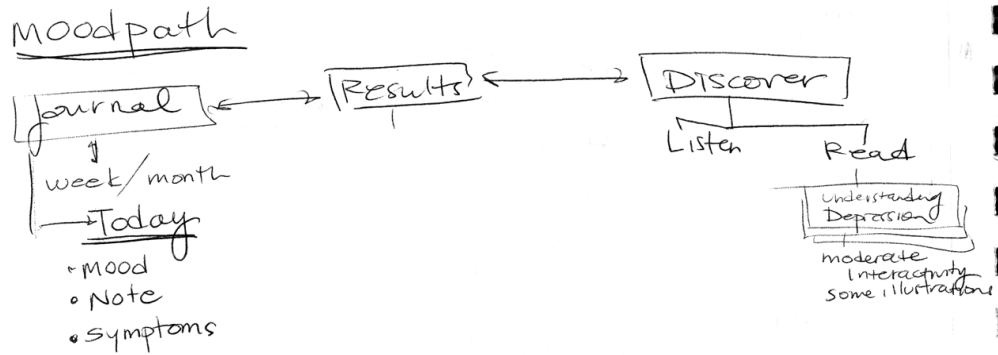 Moodpath
Journal
Results
Discover
week/month
Today
• Mood
• Note
• Symptoms
Listen
Read
Understanding
Depression
moderate
interactivity
some illustrations